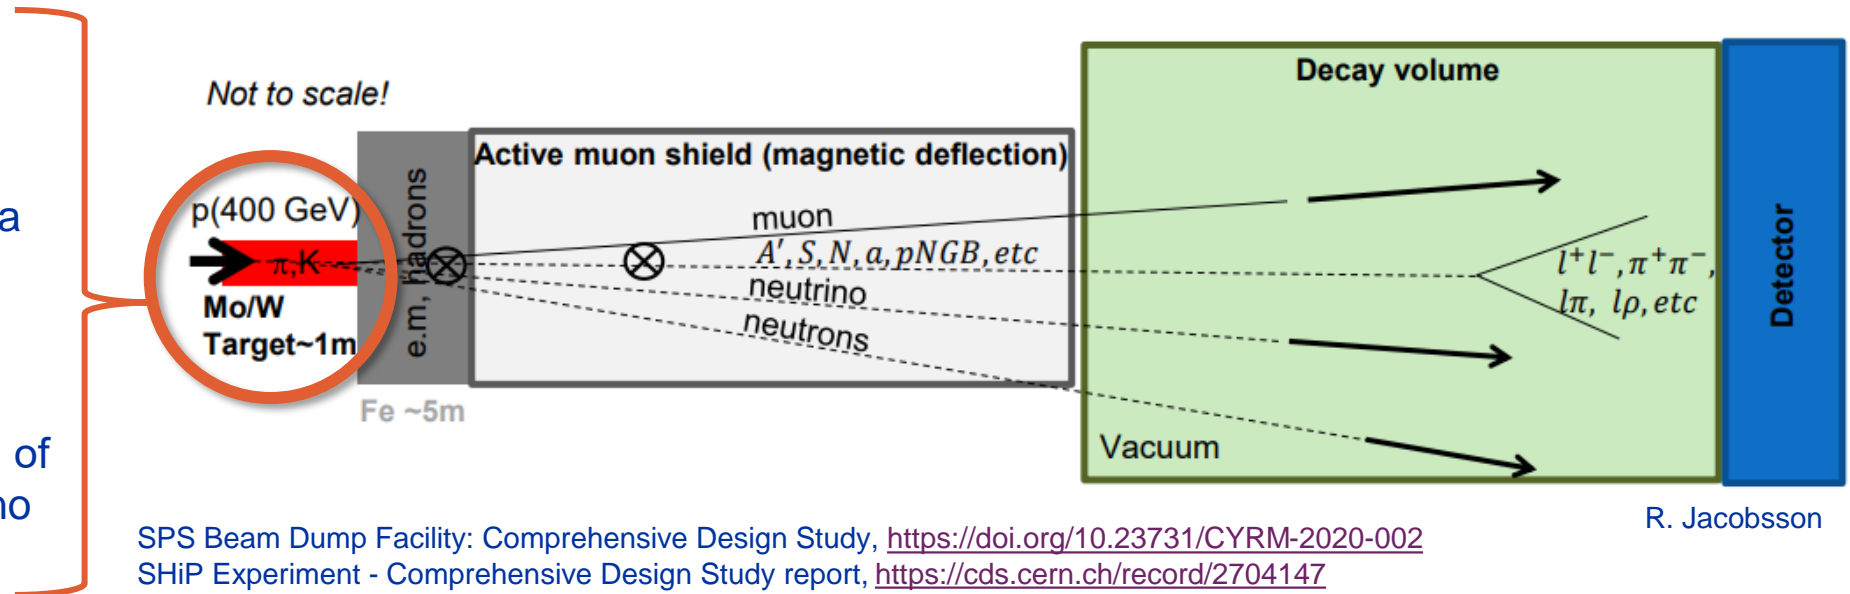 a
of
no
Not to scale!
p(400 GeV)
π,K
Mo/W
Target~1m
e.m, hadrons
Fe ~5m
Active muon shield (magnetic deflection)
muon
A′, S, N, a, pNGB, etc
neutrino
neutrons
Decay volume
l⁺l⁻, π⁺π⁻,
lπ, lρ, etc
Vacuum
Detector
R. Jacobsson
SPS Beam Dump Facility: Comprehensive Design Study, https://doi.org/10.23731/CYRM-2020-002
SHiP Experiment - Comprehensive Design Study report, https://cds.cern.ch/record/2704147